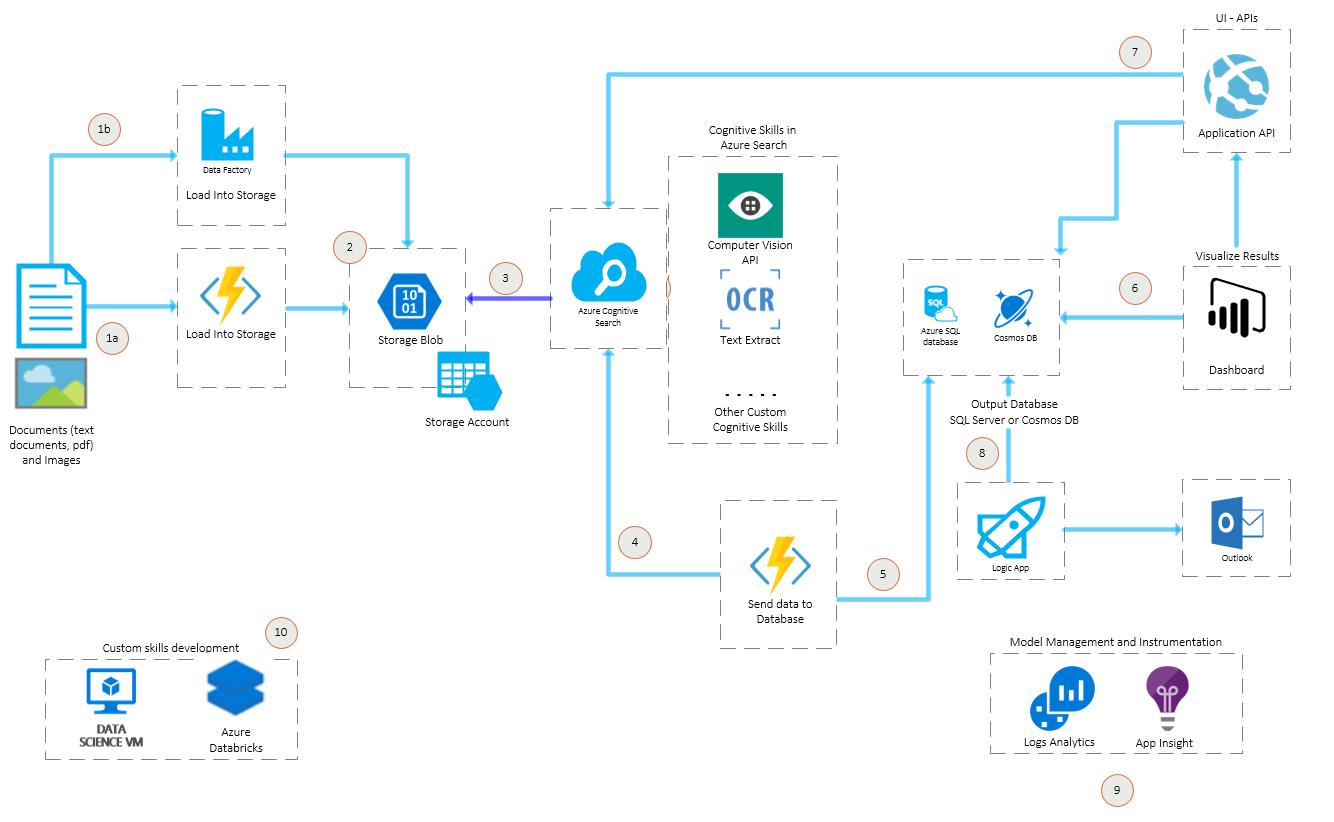 UI - APIs
7
Application API
1b
Data Factory
Load Into Storage
Cognitive Skills in
Azure Search
Computer Vision
API
OCR
Text Extract
Other Custom
Cognitive Skills
2
3
10
01
Storage Blob
Storage Account
Azure Cognitive
Search
Load Into Storage
1a
Documents (text
documents, pdf)
and Images
Visualize Results
6
Dashboard
SQL
Azure SQL
database
Cosmos DB
Output Database
SQL Server or Cosmos DB
8
Logic App
O
Outlook
4
5
Send data to
Database
10
Custom skills development
DATA
SCIENCE VM
Azure
Databricks
Model Management and Instrumentation
Logs Analytics
App Insight
9